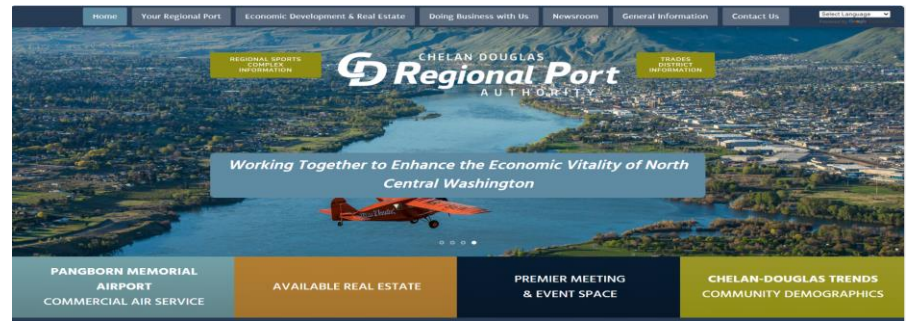 Home Your Regional Port Economic Development & Real Estate Doing Business with Us Newsroom General Information Contact Us Select Language
REGIONAL SPORTS
COMPLEX
INFORMATION
CD CHELAN DOUGLAS
Regional Port
AUTHORITY
TRADES
DISTRICT
INFORMATION
Working Together to Enhance the Economic Vitality of North
Central Washington
PANGBORN MEMORIAL
AIRPORT
COMMERCIAL AIR SERVICE
AVAILABLE REAL ESTATE
PREMIER MEETING
& EVENT SPACE
CHELAN-DOUGLAS TRENDS
COMMUNITY DEMOGRAPHICS